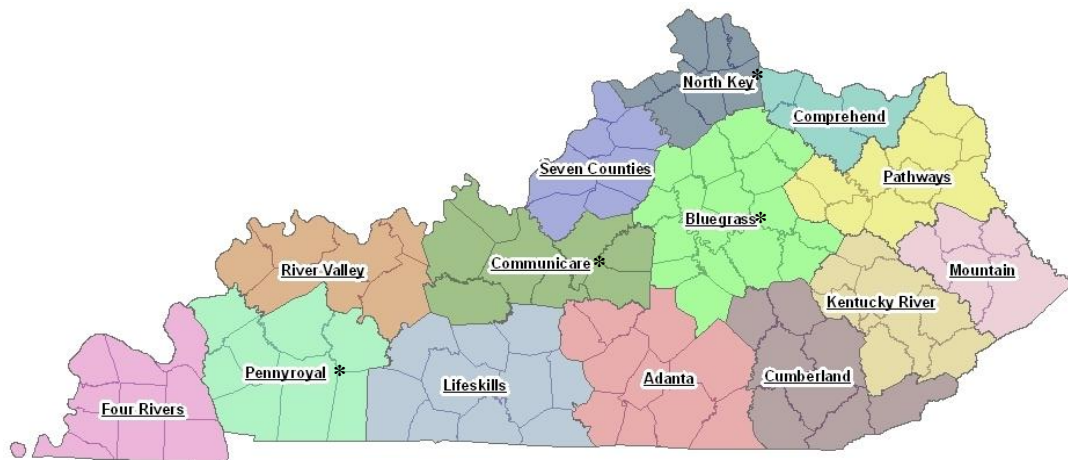 North Key*
Comprehend
Seven Counties
Pathways
Bluegrass*
River Valley
Communicare *
Mountain
Kentucky River
Pennyroyal *
Lifeskills
Adanta
Cumberland
Four Rivers